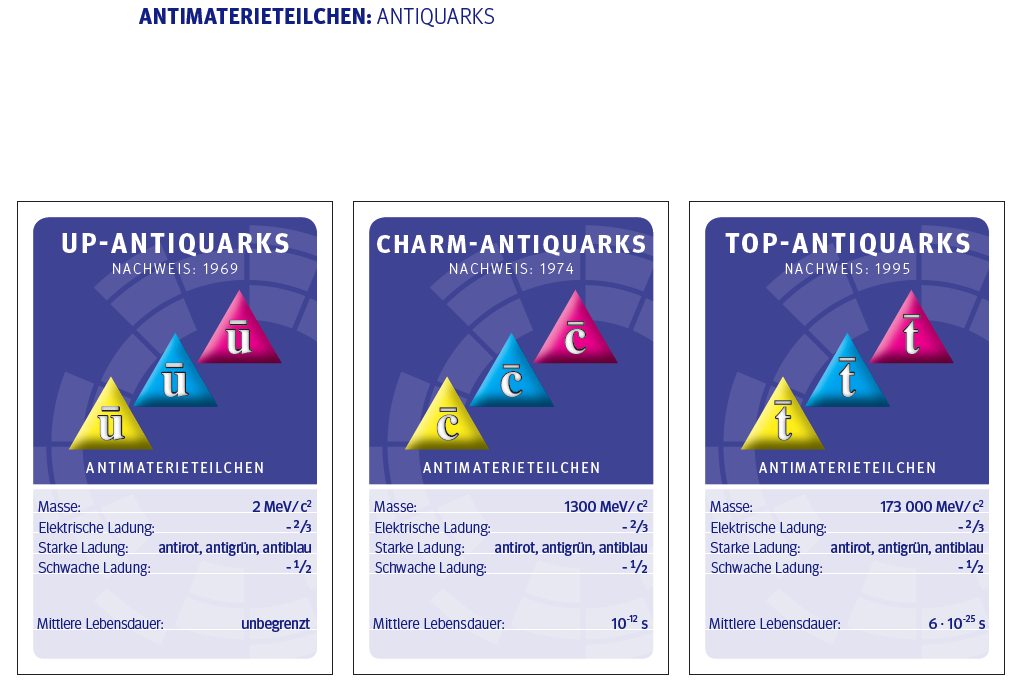 ANTIMATERIETEILCHEN: ANTIQUARKS
UP-ANTIQUARKS
NACHWEIS: 1969
ū
ū
ū
ANTIMATERIETEILCHEN
Masse: 2 MeV/c²
Elektrische Ladung: - ²/₃
Starke Ladung: antirot, antigrün, antiblau
Schwache Ladung: - ¹/₂
Mittlere Lebensdauer: unbegrenzt
CHARM-ANTIQUARKS
NACHWEIS: 1974
c̄
c̄
c̄
ANTIMATERIETEILCHEN
Masse: 1300 MeV/c²
Elektrische Ladung: - ²/₃
Starke Ladung: antirot, antigrün, antiblau
Schwache Ladung: - ¹/₂
Mittlere Lebensdauer: 10⁻¹² s
TOP-ANTIQUARKS
NACHWEIS: 1995
t̄
t̄
t̄
ANTIMATERIETEILCHEN
Masse: 173 000 MeV/c²
Elektrische Ladung: - ²/₃
Starke Ladung: antirot, antigrün, antiblau
Schwache Ladung: - ¹/₂
Mittlere Lebensdauer: 6 · 10⁻²⁵ s